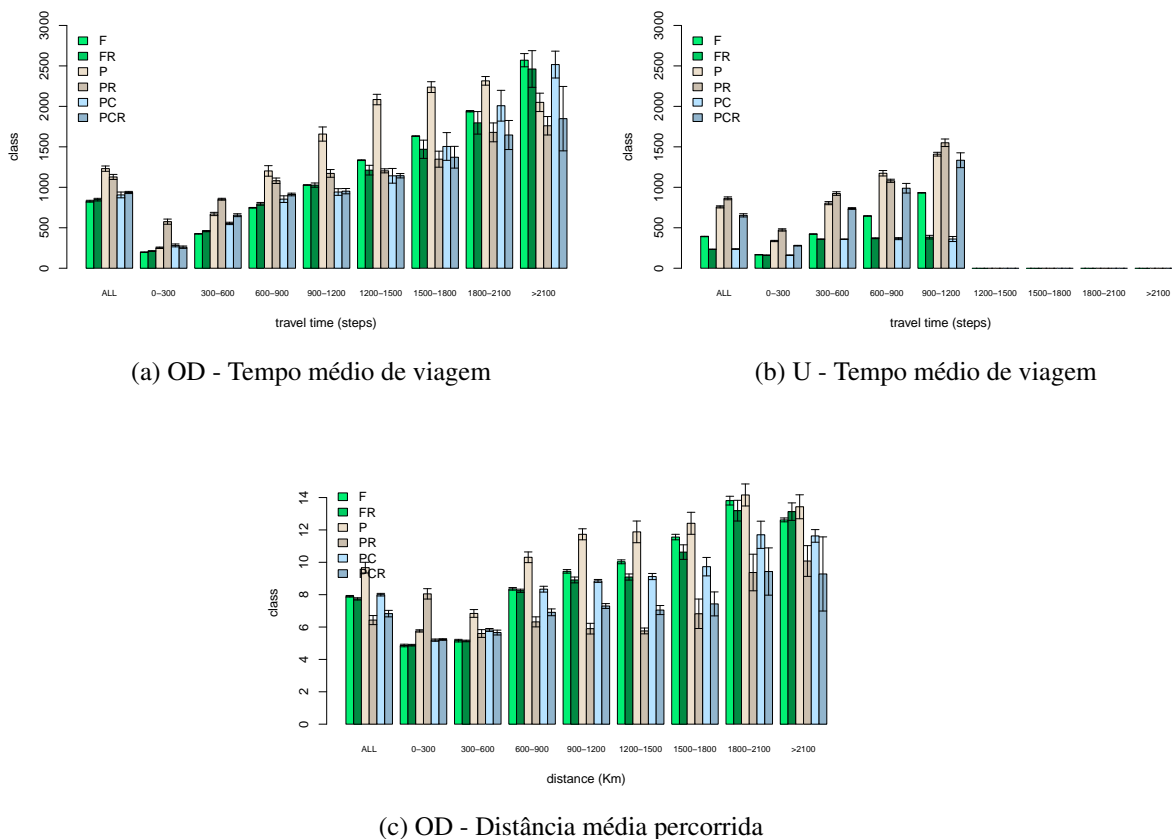 3000
2500
2000
1500
1000
500
0
class
F
FR
P
PR
PC
PCR
ALL 0–300 300–600 600–900 900–1200 1200–1500 1500–1800 1800–2100 >2100
travel time (steps)
(a) OD - Tempo médio de viagem
3000
2500
2000
1500
1000
500
0
class
F
FR
P
PR
PC
PCR
ALL 0–300 300–600 600–900 900–1200 1200–1500 1500–1800 1800–2100 >2100
travel time (steps)
(b) U - Tempo médio de viagem
14
12
10
8
6
4
2
0
class
F
FR
P
PR
PC
PCR
ALL 0–300 300–600 600–900 900–1200 1200–1500 1500–1800 1800–2100 >2100
distance (Km)
(c) OD - Distância média percorrida